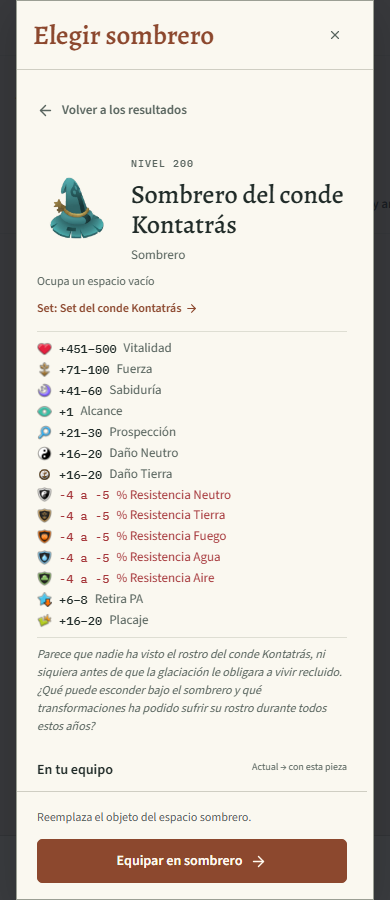 Elegir sombrero
Volver a los resultados
NIVEL 200
Sombrero del conde
Kontatrás
Sombrero
Ocupa un espacio vacío
Set: Set del conde Kontatrás →
+451–500 Vitalidad
+71–100 Fuerza
+41–60 Sabiduría
+1 Alcance
+21–30 Prospección
+16–20 Daño Neutro
+16–20 Daño Tierra
-4 a -5 % Resistencia Neutro
-4 a -5 % Resistencia Tierra
-4 a -5 % Resistencia Fuego
-4 a -5 % Resistencia Agua
-4 a -5 % Resistencia Aire
+6–8 Retira PA
+16–20 Placaje
Parece que nadie ha visto el rostro del conde Kontatrás, ni
siquiera antes de que la glaciación le obligara a vivir recluido.
¿Qué puede esconder bajo el sombrero y qué
transformaciones ha podido sufrir su rostro durante todos
estos años?
En tu equipo
Actual → con esta pieza
Reemplaza el objeto del espacio sombrero.
Equipar en sombrero →